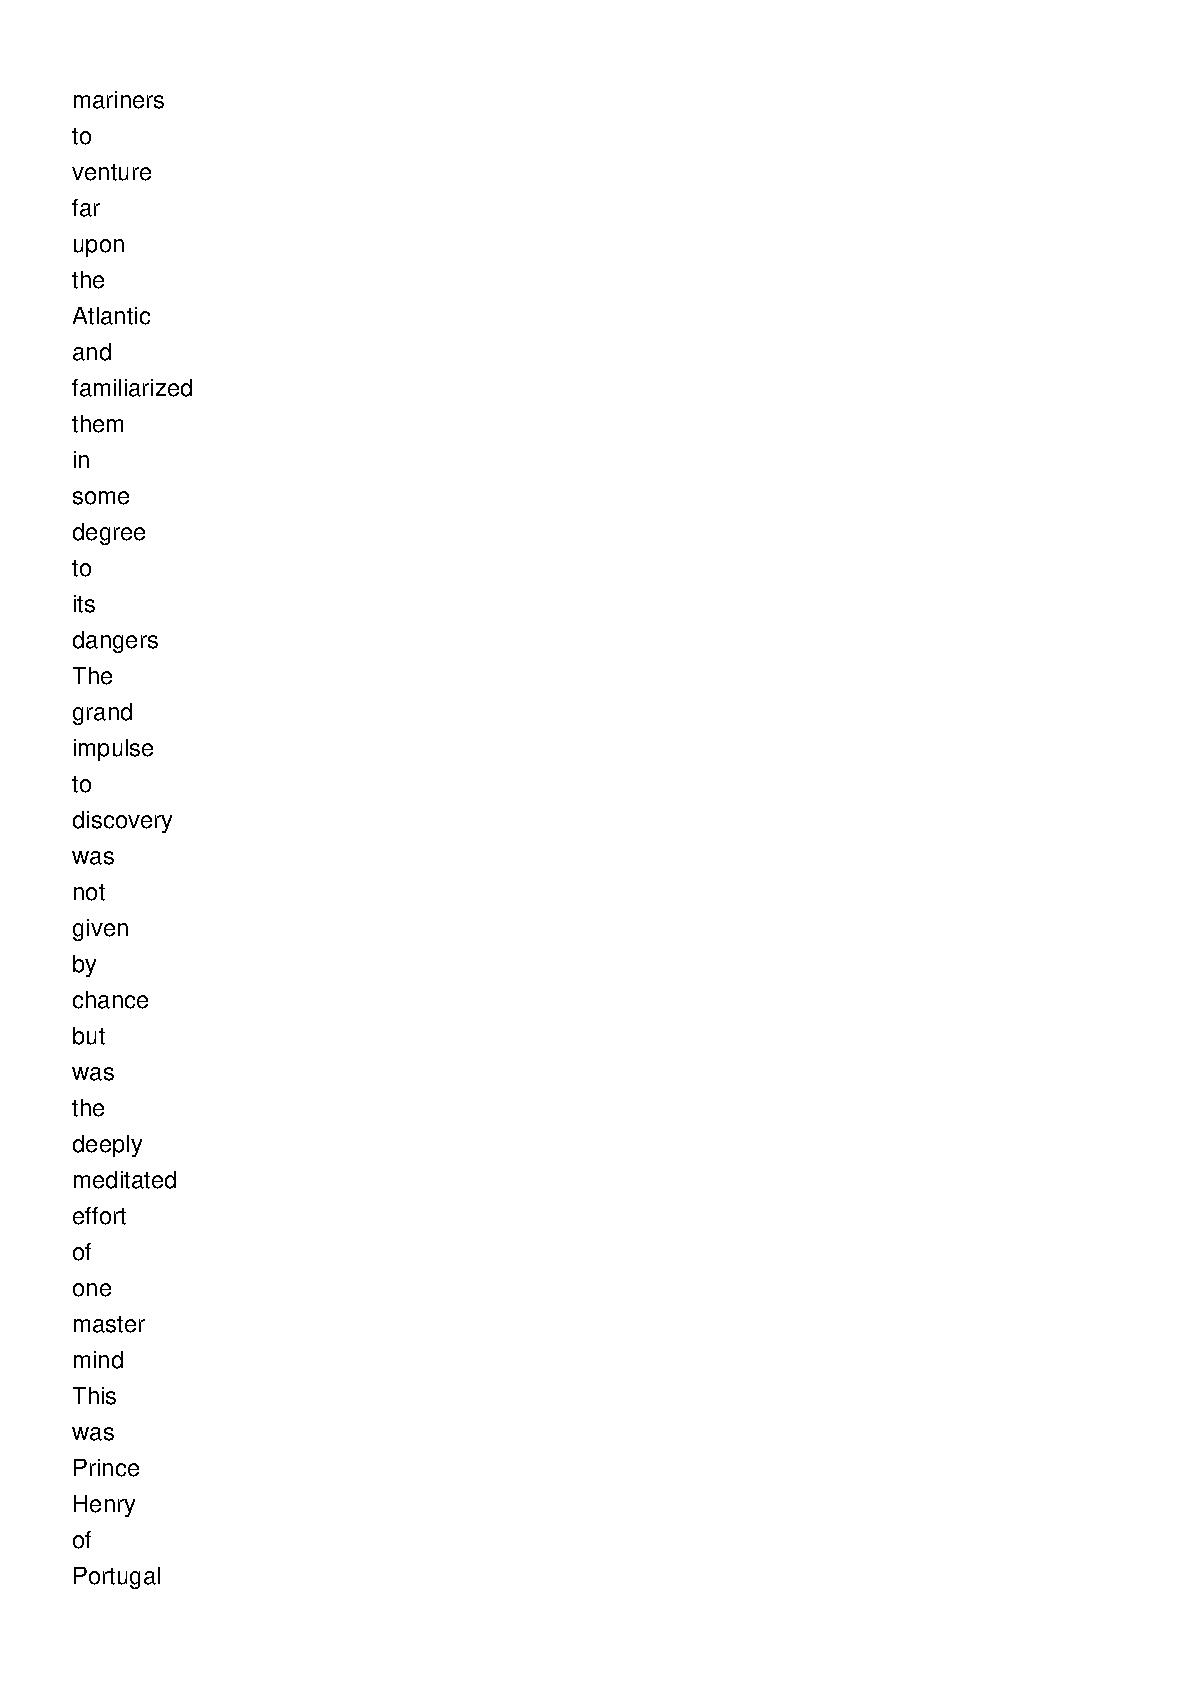 mariners
to
venture
far
upon
the
Atlantic
and
familiarized
them
in
some
degree
to
its
dangers
The
grand
impulse
to
discovery
was
not
given
by
chance
but
was
the
deeply
meditated
effort
of
one
master
mind
This
was
Prince
Henry
of
Portugal